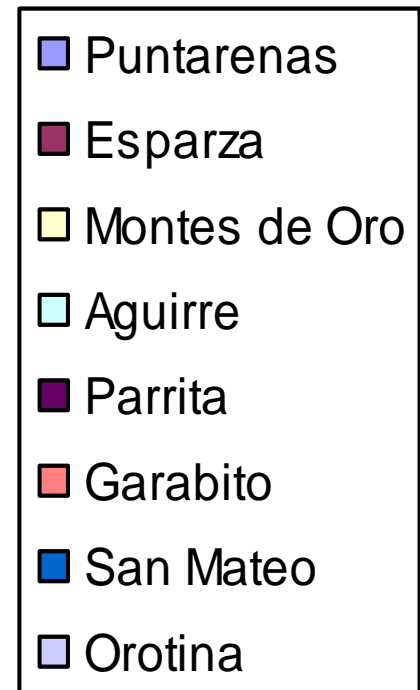 Puntarenas
Esparza
Montes de Oro
Aguirre
Parrita
Garabito
San Mateo
Orotina